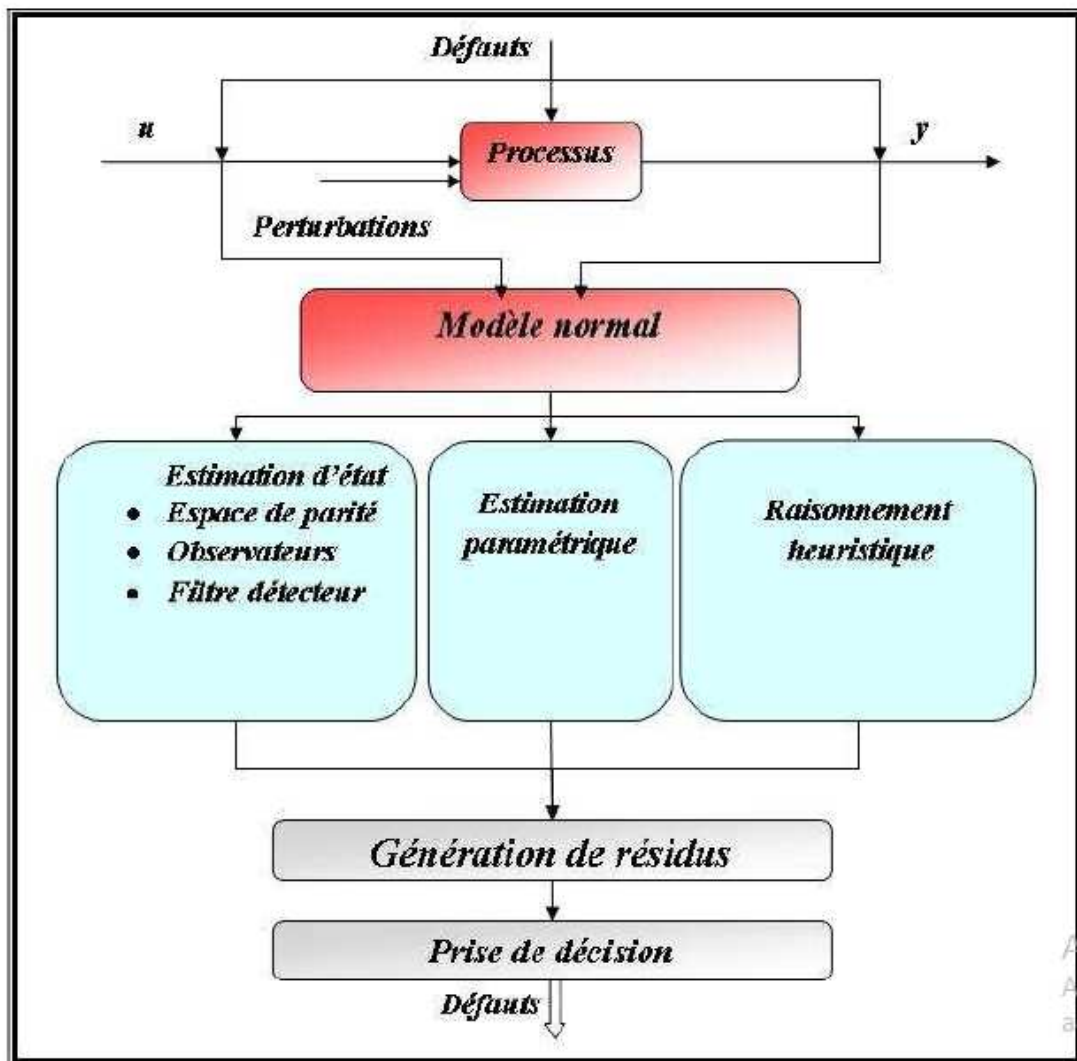 Défauts
u
y
Processus
Perturbations
Modèle normal
Estimation d'état
• Espace de parité
• Observateurs
• Filtre détecteur
Estimation
paramétrique
Raisonnement
heuristique
Génération de résidus
Prise de décision
Défauts